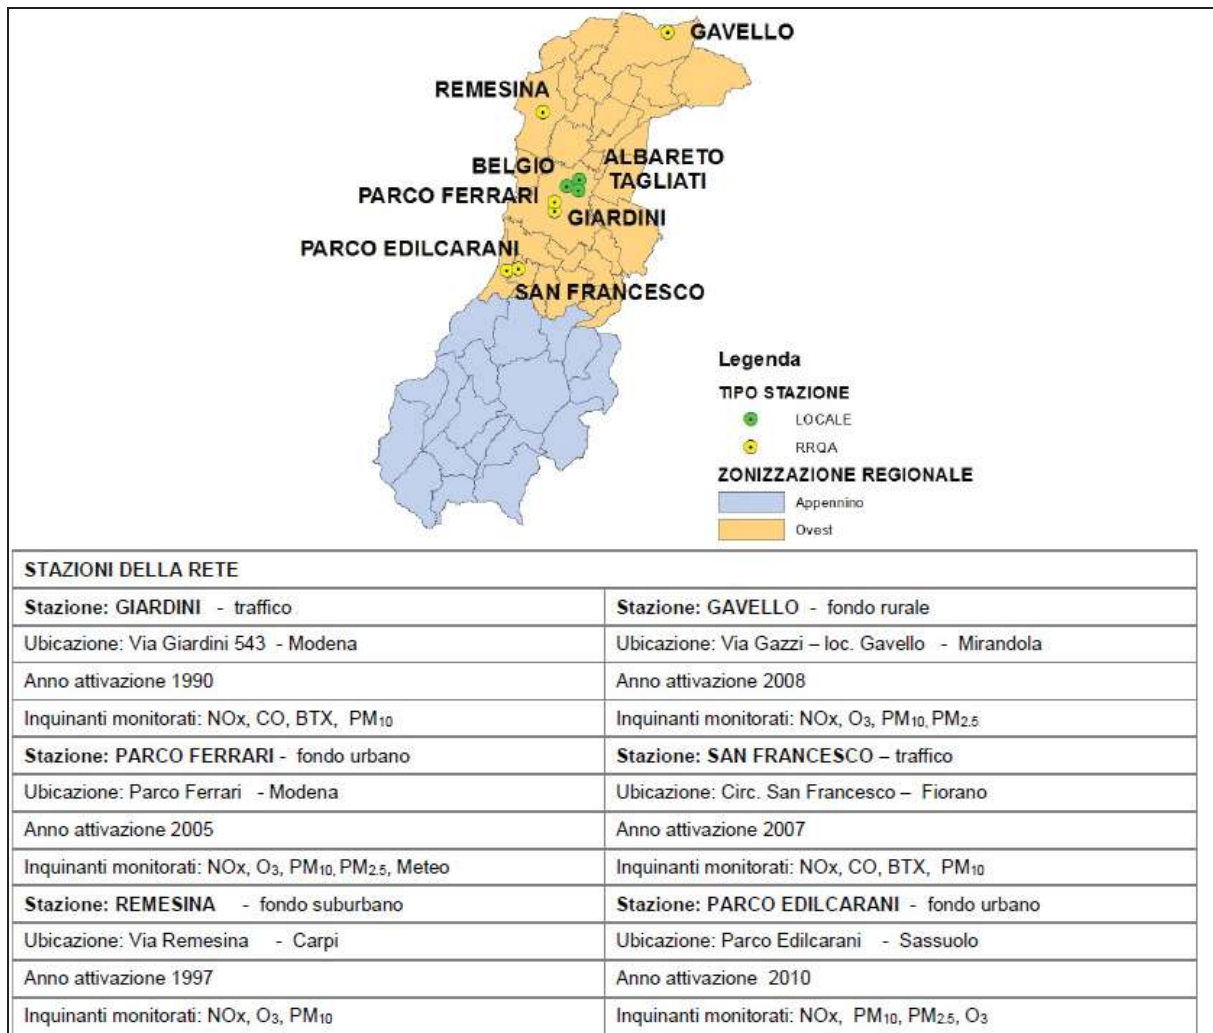 GAVELLO
REMESINA
ALBARETO
BELGIO
TAGLIATI
PARCO FERRARI
GIARDINI
PARCO EDILCARANI
SAN FRANCESCO
Legenda
TIPO STAZIONE
LOCALE
RRQA
ZONIZZAZIONE REGIONALE
Appennino
Ovest
STAZIONI DELLA RETE
Stazione: GIARDINI - traffico
Stazione: GAVELLO - fondo rurale
Ubicazione: Via Giardini 543 - Modena
Ubicazione: Via Gazzi – loc. Gavello - Mirandola
Anno attivazione 1990
Anno attivazione 2008
Inquinanti monitorati: NOx, CO, BTX, PM10
Inquinanti monitorati: NOx, O3, PM10, PM2.5
Stazione: PARCO FERRARI - fondo urbano
Stazione: SAN FRANCESCO – traffico
Ubicazione: Parco Ferrari - Modena
Ubicazione: Circ. San Francesco – Fiorano
Anno attivazione 2005
Anno attivazione 2007
Inquinanti monitorati: NOx, O3, PM10, PM2.5, Meteo
Inquinanti monitorati: NOx, CO, BTX, PM10
Stazione: REMESINA - fondo suburbano
Stazione: PARCO EDILCARANI - fondo urbano
Ubicazione: Via Remesina - Carpi
Ubicazione: Parco Edilcarani - Sassuolo
Anno attivazione 1997
Anno attivazione 2010
Inquinanti monitorati: NOx, O3, PM10
Inquinanti monitorati: NOx, PM10, PM2.5, O3